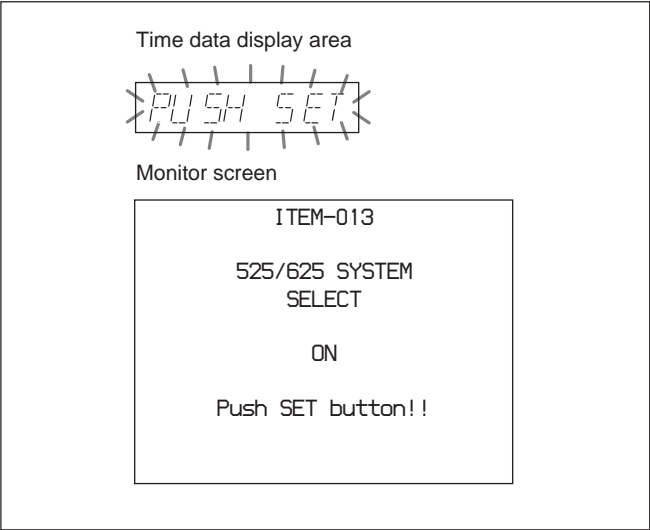 Time data display area
PUSH SET
Monitor screen
ITEM-013
525/625 SYSTEM
SELECT
ON
Push SET button!!